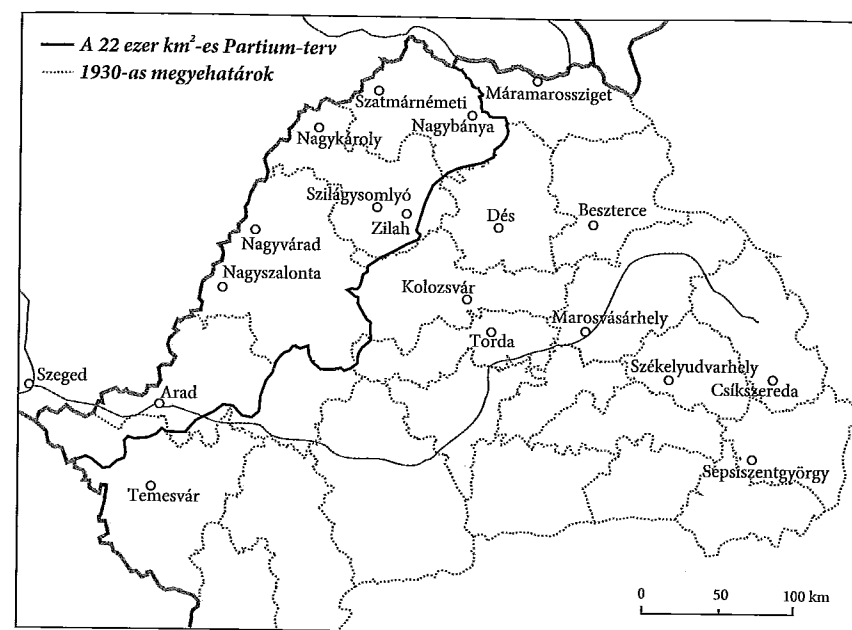 A 22 ezer km²-es Partium-terv
1930-as megyehatárok
Szatmárnémeti
Máramarossziget
Nagybánya
Nagykároly
Szilágysomlyó
Zilah
Dés
Beszterce
Nagyvárad
Nagyszalonta
Kolozsvár
Marosvásárhely
Torda
Szeged
Székelyudvarhely
Csíkszereda
Arad
Sepsiszentgyörgy
Temesvár
0 50 100 km